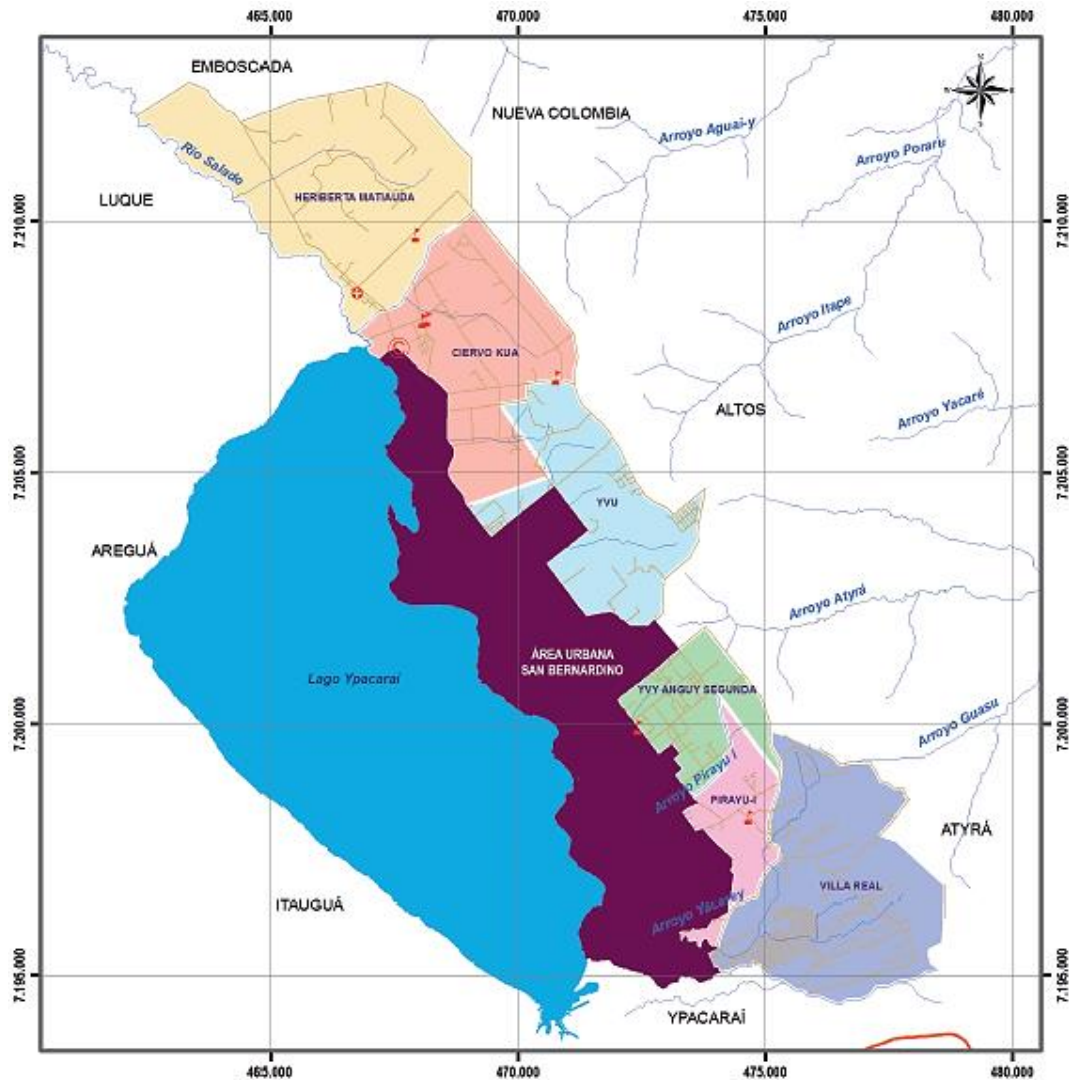 465.000 470.000 475.000 480.000
EMBOSCADA
NUEVA COLOMBIA
Arroyo Aguai-y
Arroyo Poraru
Río Salado
LUQUE
HERIBERTA MATIAUDA
7.210.000 7.210.000
Arroyo Itape
CIERVO KUA
ALTOS
Arroyo Yacaré
7.205.000 7.205.000
YVU
AREGUÁ
Arroyo Atyrá
ÁREA URBANA
SAN BERNARDINO
Lago Ypacaraí
YVY ANGUY SEGUNDA
7.200.000 7.200.000
Arroyo Guasu
Arroyo Pirayu I
PIRAYU-I
ATYRÁ
VILLA REAL
ITAUGUÁ
Arroyo Yacarey
7.195.000 7.195.000
YPACARAÍ
465.000 470.000 475.000 480.000